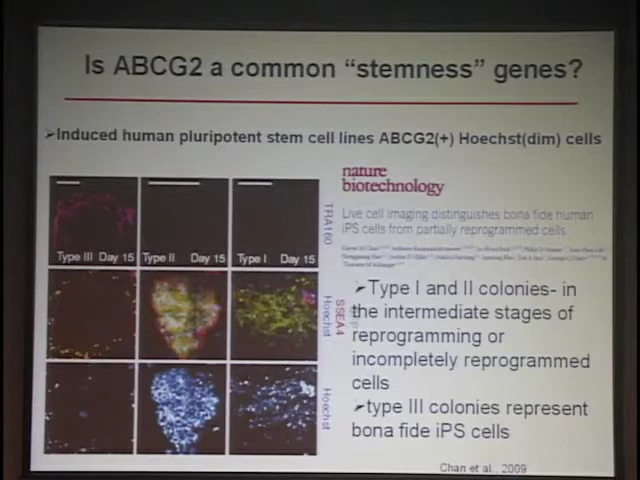 Is ABCG2 a common “stemness” genes?
➢Induced human pluripotent stem cell lines ABCG2(+) Hoechst(dim) cells
nature
biotechnology
Live cell imaging distinguishes bona fide human
iPS cells from partially reprogrammed cells
Type III Day 15
Type II Day 15
Type I Day 15
TRA160
SSEA4
Hoechst
Hoechst
➢Type I and II colonies- in
the intermediate stages of
reprogramming or
incompletely reprogrammed
cells
➢type III colonies represent
bona fide iPS cells
Chan et al., 2009